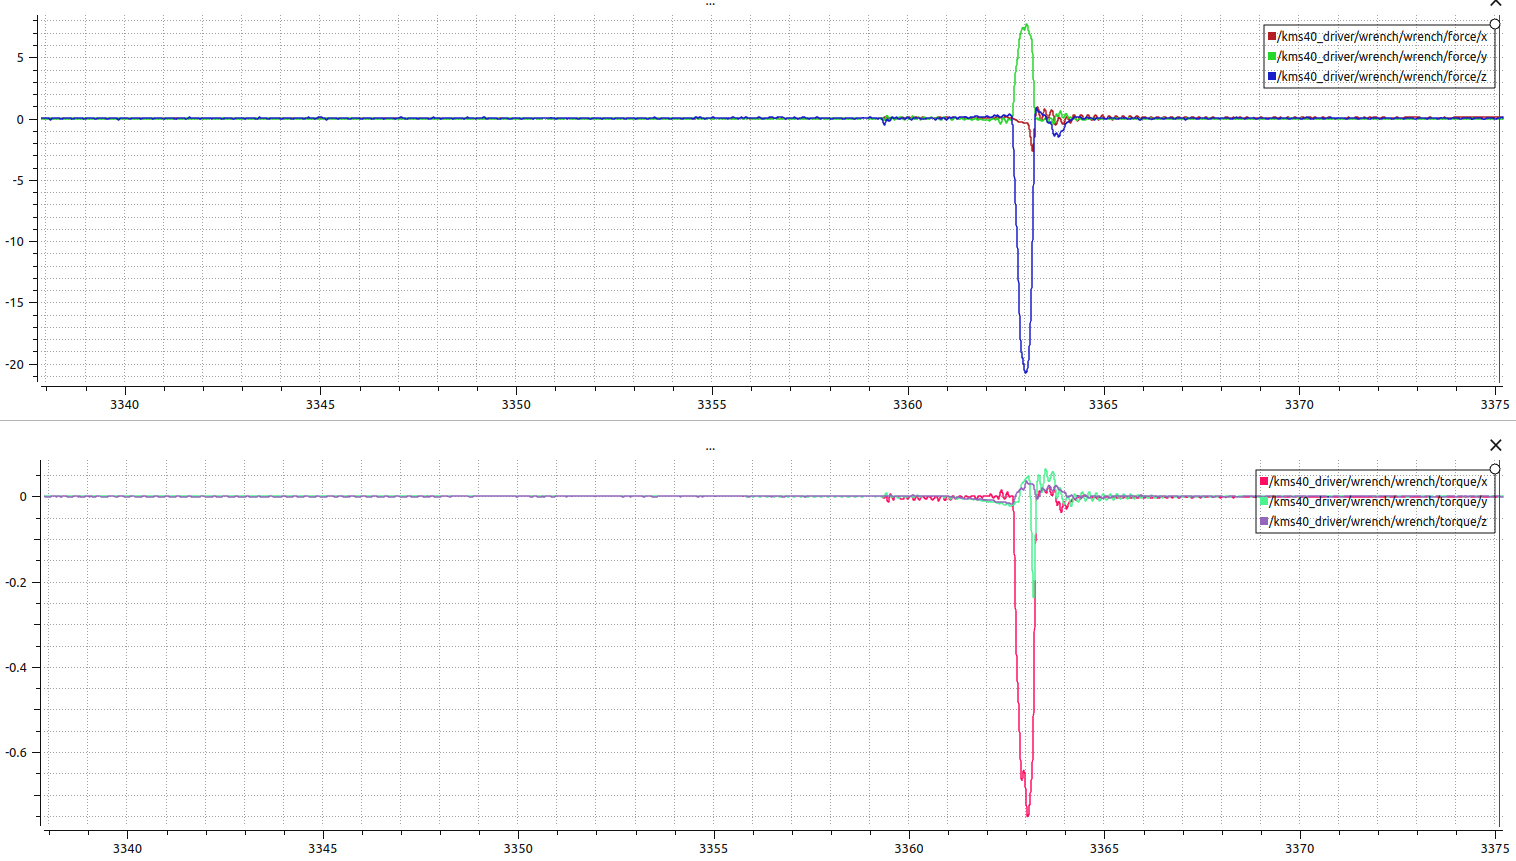 ...
/kms40_driver/wrench/wrench/force/x
/kms40_driver/wrench/wrench/force/y
/kms40_driver/wrench/wrench/force/z
5
0
-5
-10
-15
-20
3340 3345 3350 3355 3360 3365 3370 3375
...
/kms40_driver/wrench/wrench/torque/x
/kms40_driver/wrench/wrench/torque/y
/kms40_driver/wrench/wrench/torque/z
0
-0.2
-0.4
-0.6
3340 3345 3350 3355 3360 3365 3370 3375